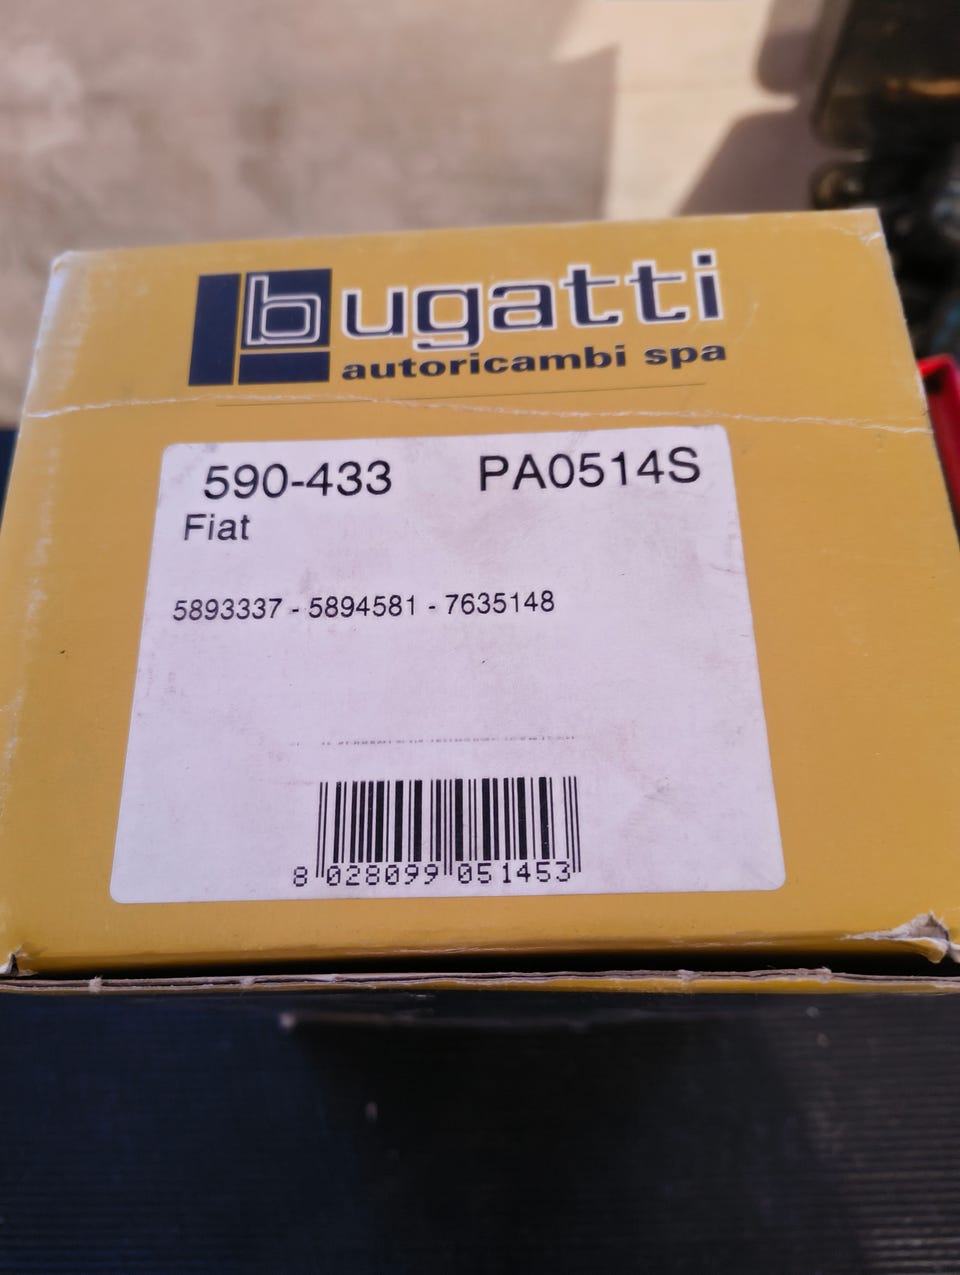 bugatti
autoricambi spa
590-433 PA0514S
Fiat
5893337 - 5894581 - 7635148
8 028099 051453